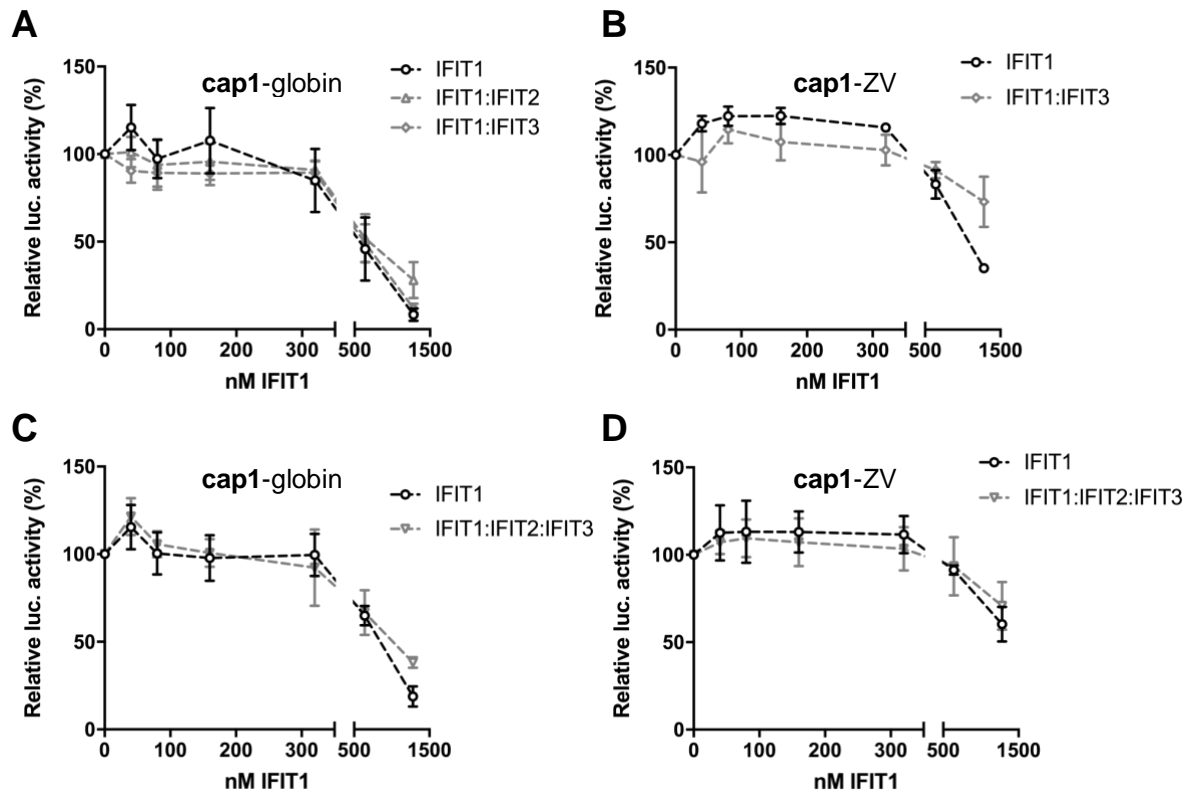 A
cap1-globin
IFIT1
IFIT1:IFIT2
IFIT1:IFIT3
Relative luc. activity (%)
150
100
50
0
0 100 200 300 500 1500
nM IFIT1
B
cap1-ZV
IFIT1
IFIT1:IFIT3
Relative luc. activity (%)
150
100
50
0
0 100 200 300 500 1500
nM IFIT1
C
cap1-globin
IFIT1
IFIT1:IFIT2:IFIT3
Relative luc. activity (%)
150
100
50
0
0 100 200 300 500 1500
nM IFIT1
D
cap1-ZV
IFIT1
IFIT1:IFIT2:IFIT3
Relative luc. activity (%)
150
100
50
0
0 100 200 300 500 1500
nM IFIT1